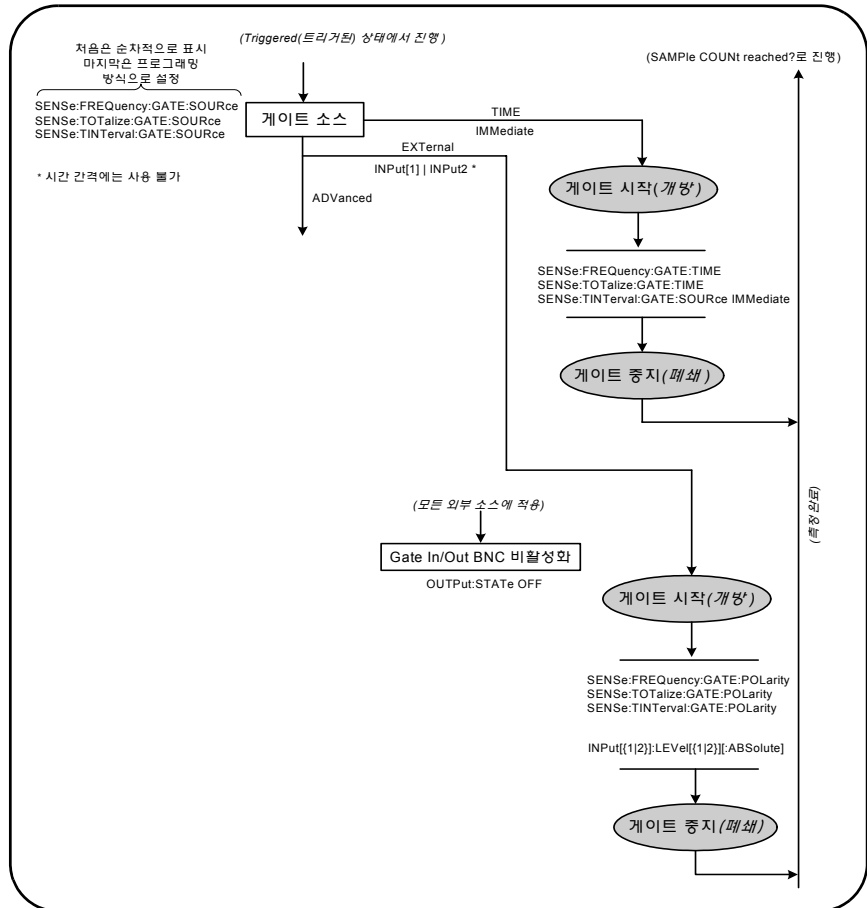 (Triggered(트리거된) 상태에서 진행)
처음은 순차적으로 표시
마지막은 프로그래밍
방식으로 설정
(SAMPle COUNt reached?로 진행)
SENSe:FREQuency:GATE:SOURce
SENSe:TOTalize:GATE:SOURce
SENSe:TINTerval:GATE:SOURce
게이트 소스
TIME
IMMediate
EXTernal
INPut[1] | INPut2 *
* 시간 간격에는 사용 불가
ADVanced
게이트 시작(개방)
SENSe:FREQuency:GATE:TIME
SENSe:TOTalize:GATE:TIME
SENSe:TINTerval:GATE:SOURce IMMediate
게이트 중지(폐쇄)
(측정 완료)
(모든 외부 소스에 적용)
Gate In/Out BNC 비활성화
OUTPut:STATe OFF
게이트 시작(개방)
SENSe:FREQuency:GATE:POLarity
SENSe:TOTalize:GATE:POLarity
SENSe:TINTerval:GATE:POLarity
INPut[{1|2}]:LEVel[{1|2}][:ABSolute]
게이트 중지(폐쇄)